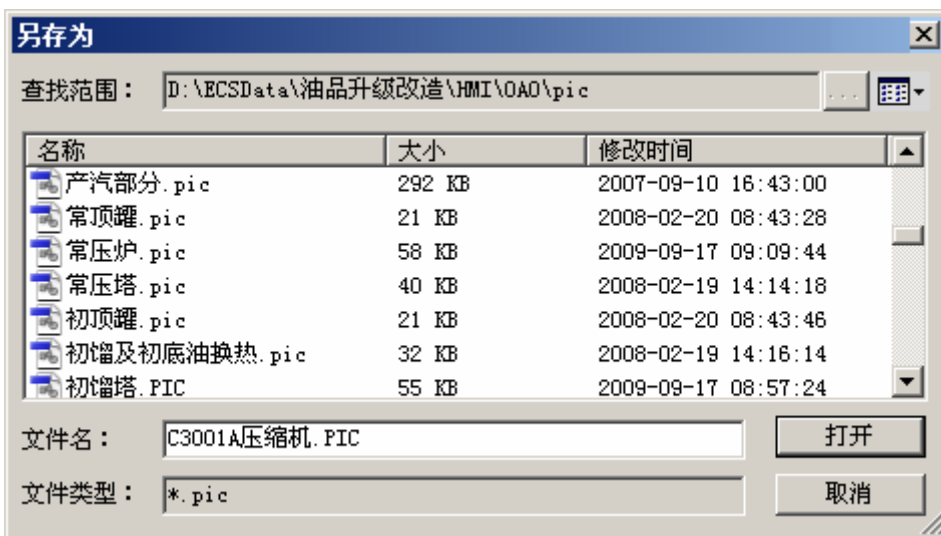 另存为
查找范围： D:\ECSData\油品升级改造\HMI\OAO\pic ...
名称 大小 修改时间
产汽部分.pic 292 KB 2007-09-10 16:43:00
常顶罐.pic 21 KB 2008-02-20 08:43:28
常压炉.pic 58 KB 2009-09-17 09:09:44
常压塔.pic 40 KB 2008-02-19 14:14:18
初顶罐.pic 21 KB 2008-02-20 08:43:46
初馏及初底油换热.pic 32 KB 2008-02-19 14:16:14
初馏塔.PIC 55 KB 2009-09-17 08:57:24
文件名： C3001A压缩机.PIC 打开
文件类型： *.pic 取消